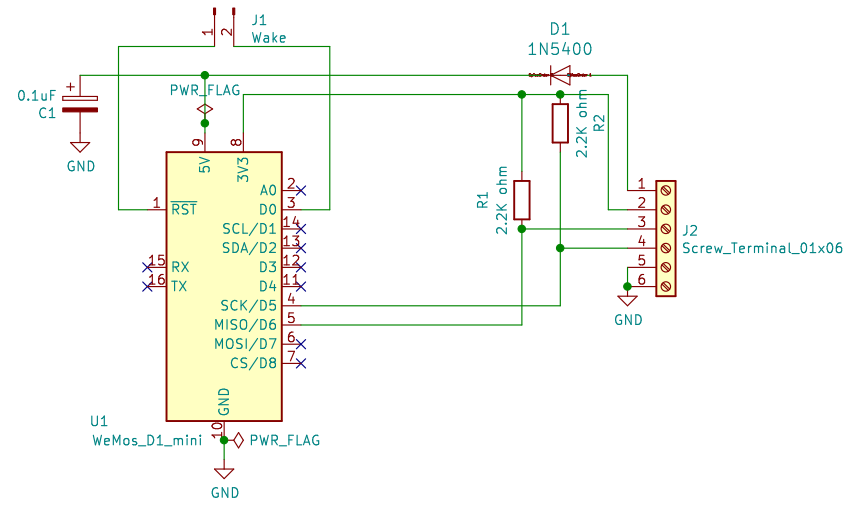 J1
Wake
1
2
D1
1N5400
0.1uF
C1
GND
PWR_FLAG
9
8
5V
3V3
2.2K ohm
R2
R1
2.2K ohm
1
RST
A0
2
D0
3
SCL/D1
14
SDA/D2
13
15
RX
D3
12
16
TX
D4
11
SCK/D5
4
MISO/D6
5
MOSI/D7
6
CS/D8
7
GND
10
U1
WeMos_D1_mini
PWR_FLAG
GND
1
2
3
4
5
6
J2
Screw_Terminal_01x06
GND